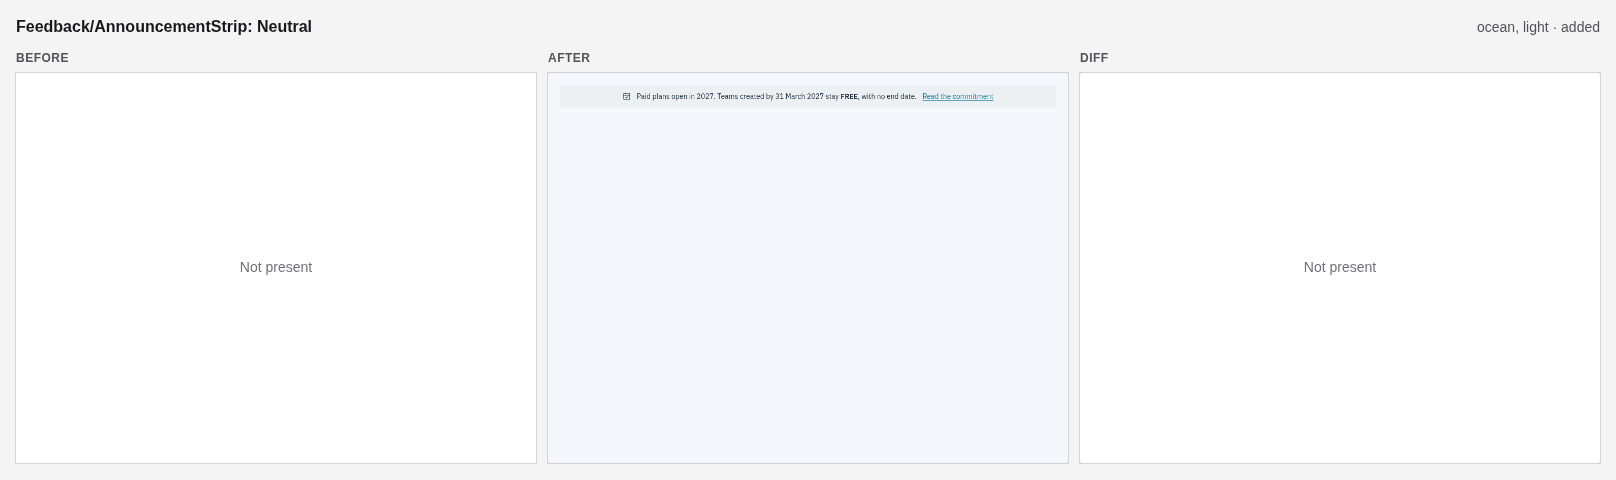 Feedback/AnnouncementStrip: Neutral
ocean, light · added
BEFORE
AFTER
DIFF
Not present
Paid plans open in 2027. Teams created by 31 March 2027 stay FREE, with no end date. Read the commitment
Not present